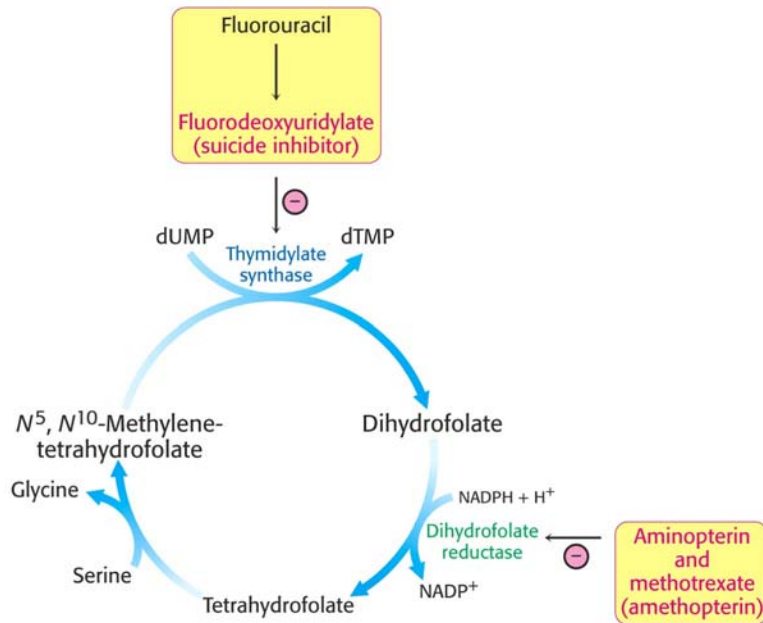 Fluorouracil
Fluorodeoxyuridylate
(suicide inhibitor)
−
dUMP
dTMP
Thymidylate
synthase
N⁵, N¹⁰-Methylene-
tetrahydrofolate
Dihydrofolate
Glycine
NADPH + H⁺
Dihydrofolate
reductase
−
Aminopterin
and
methotrexate
(amethopterin)
Serine
NADP⁺
Tetrahydrofolate